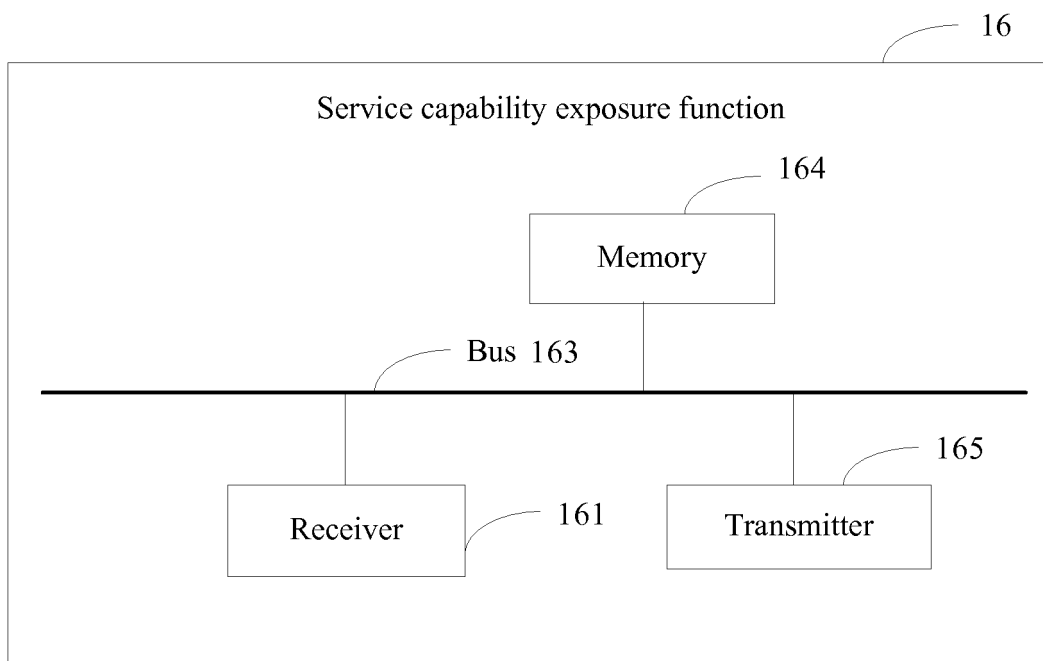 16
Service capability exposure function
164
Memory
Bus 163
165
161
Receiver
Transmitter